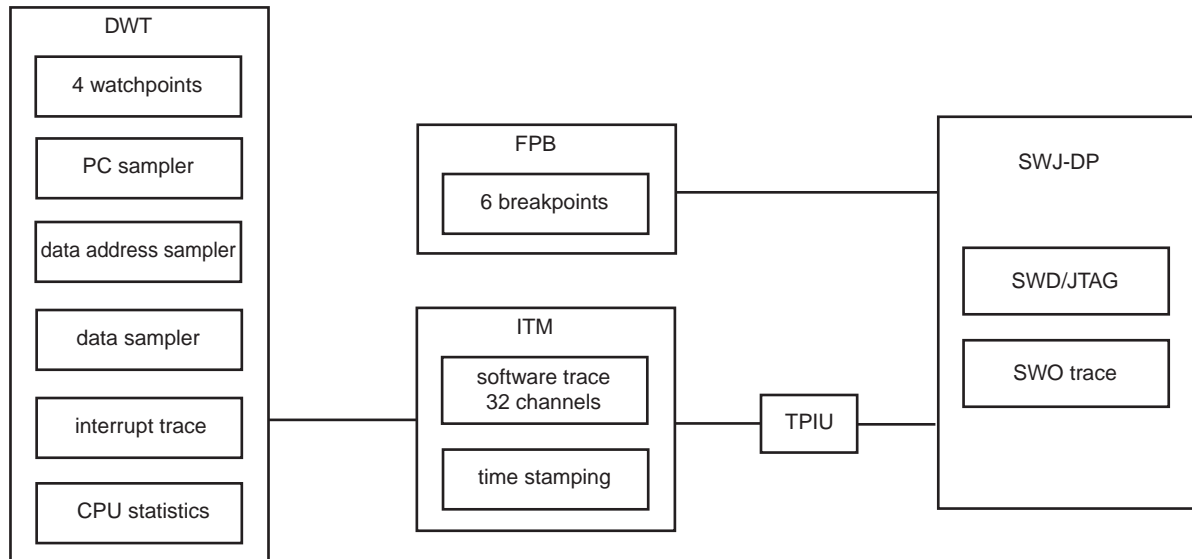 DWT
4 watchpoints
PC sampler
data address sampler
data sampler
interrupt trace
CPU statistics
FPB
6 breakpoints
ITM
software trace
32 channels
time stamping
TPIU
SWJ-DP
SWD/JTAG
SWO trace